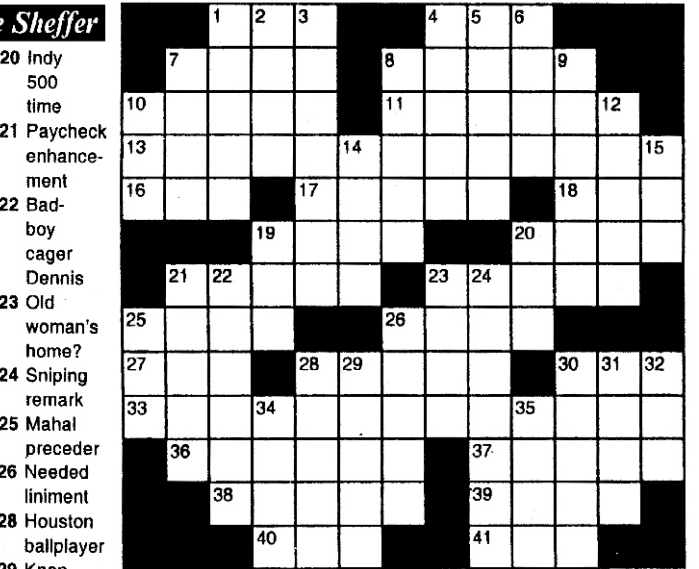 e Sheffer
20 Indy
500
time
21 Paycheck
enhance-
ment
22 Bad-
boy
cager
Dennis
23 Old
woman's
home?
24 Sniping
remark
25 Mahal
preceder
26 Needed
liniment
28 Houston
ballplayer
1 2 3 4 5 6
7 8 9
10 11 12
13 14 15
16 17 18
19 20
21 22 23 24
25 26
27 28 29 30 31 32
33 34 35
36 37
38 39
40 41